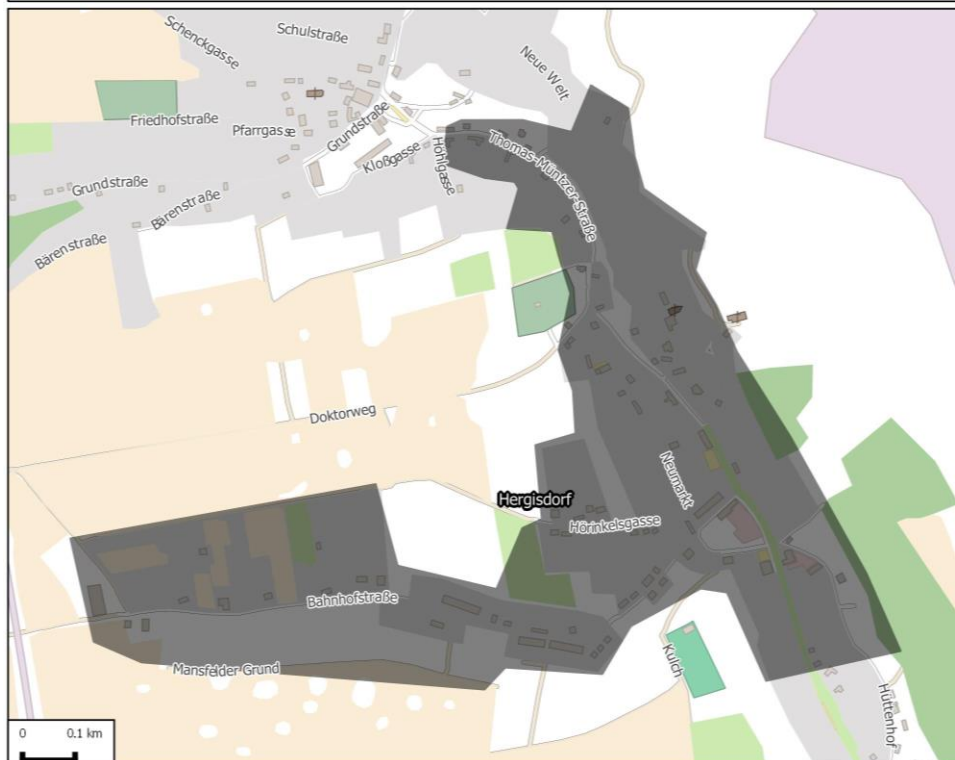 Schenckgasse
Schulstraße
Neue Welt
Friedhofstraße
Pfarrgasse
Grundstraße
Kloßgasse
Hohlgasse
Thomas-Müntzer-Straße
Grundstraße
Bärenstraße
Bärenstraße
Doktorweg
Neumarkt
Hergisdorf
Hörinkelsgasse
Bahnhofstraße
Mansfelder Grund
Kulch
Hüttenhof
0 0.1 km